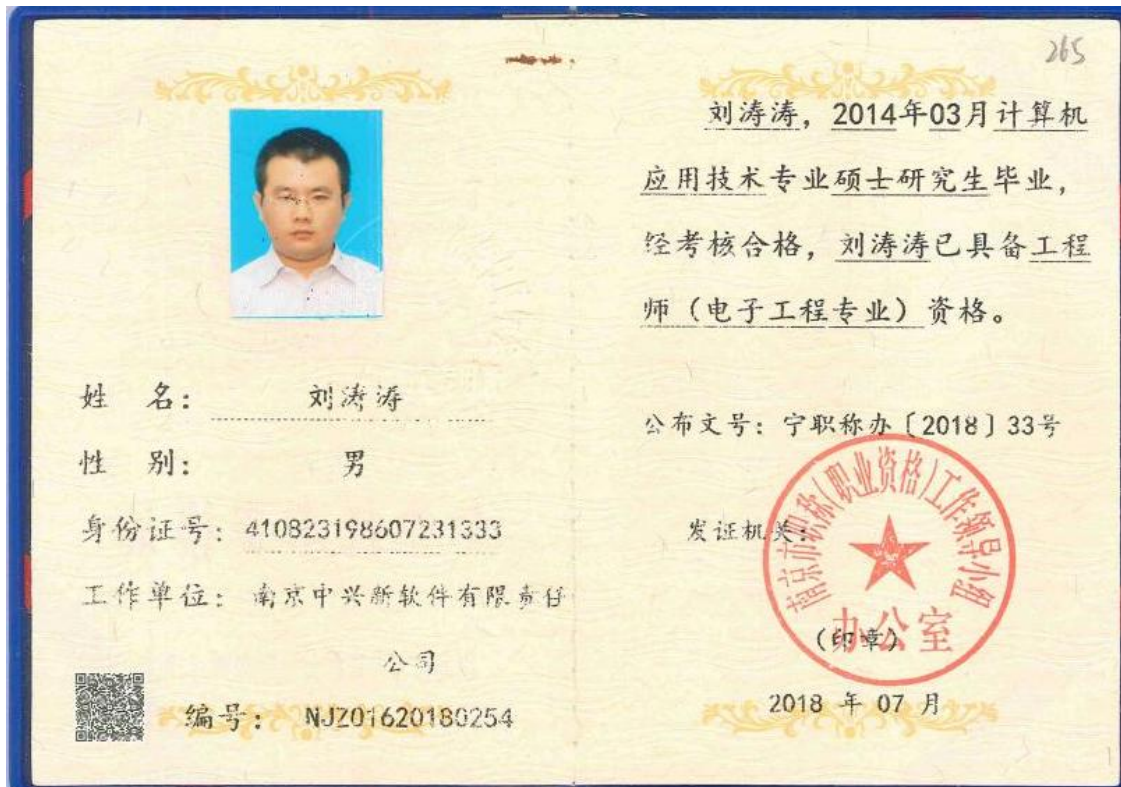 265
姓 名: 刘涛涛
性 别: 男
身份证号: 410823198607231333
工作单位: 南京中兴新软件有限责任
公司
编号: NJZ01620180254
刘涛涛, 2014年03月计算机
应用技术专业硕士研究生毕业,
经考核合格, 刘涛涛已具备工程
师(电子工程专业)资格。
公布文号: 宁职称办〔2018〕33号
发证机关:
南京市职称(职业资格)工作领导小组
办公室
(印章)
2018 年 07 月